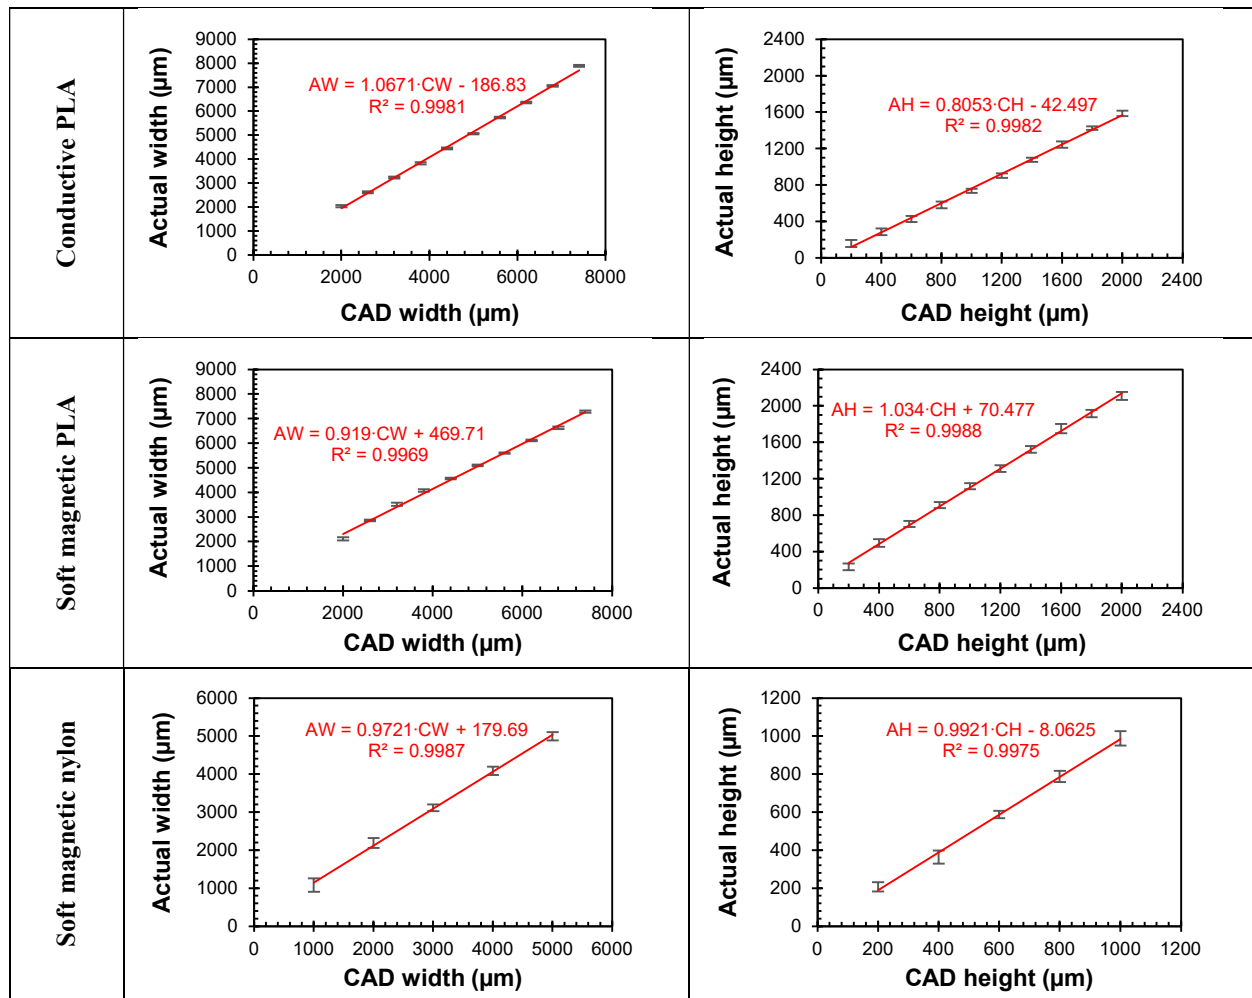 Conductive PLA
Actual width (µm)
9000
8000
7000
6000
5000
4000
3000
2000
1000
0
AW = 1.0671·CW - 186.83
R² = 0.9981
0 2000 4000 6000 8000
CAD width (µm)
Actual height (µm)
2400
2000
1600
1200
800
400
0
AH = 0.8053·CH - 42.497
R² = 0.9982
0 400 800 1200 1600 2000 2400
CAD height (µm)
Soft magnetic PLA
Actual width (µm)
9000
8000
7000
6000
5000
4000
3000
2000
1000
0
AW = 0.919·CW + 469.71
R² = 0.9969
0 2000 4000 6000 8000
CAD width (µm)
Actual height (µm)
2400
2000
1600
1200
800
400
0
AH = 1.034·CH + 70.477
R² = 0.9988
0 400 800 1200 1600 2000 2400
CAD height (µm)
Soft magnetic nylon
Actual width (µm)
6000
5000
4000
3000
2000
1000
0
AW = 0.9721·CW + 179.69
R² = 0.9987
0 1000 2000 3000 4000 5000 6000
CAD width (µm)
Actual height (µm)
1200
1000
800
600
400
200
0
AH = 0.9921·CH - 8.0625
R² = 0.9975
0 200 400 600 800 1000 1200
CAD height (µm)